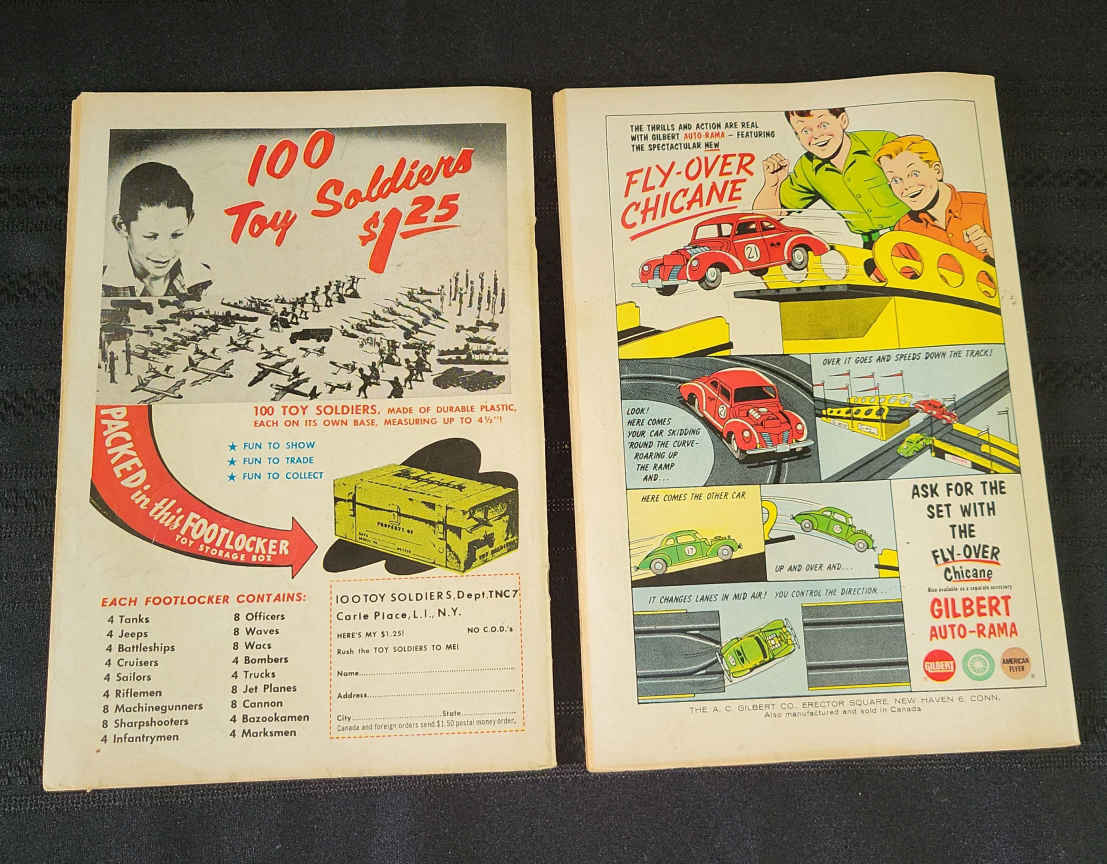 100
Toy Soldiers
$1.25
100 TOY SOLDIERS, MADE OF DURABLE PLASTIC,
EACH ON ITS OWN BASE, MEASURING UP TO 4½"!
★ FUN TO SHOW
★ FUN TO TRADE
★ FUN TO COLLECT
PACKED in this FOOTLOCKER
TOY STORAGE BOX
PROPERTY OF
EACH FOOTLOCKER CONTAINS:
4 Tanks
4 Jeeps
4 Battleships
4 Cruisers
4 Sailors
4 Riflemen
8 Machinegunners
8 Sharpshooters
4 Infantrymen
8 Officers
8 Waves
8 Wacs
4 Bombers
4 Trucks
8 Jet Planes
8 Cannon
4 Bazookamen
4 Marksmen
100 TOY SOLDIERS, Dept. TNC7
Carle Place, L.I., N.Y.
HERE'S MY $1.25! NO C.O.D.'s
Rush the TOY SOLDIERS TO ME!
Name
Address
City State
Canada and foreign orders send $1.50 postal money order.
THE THRILLS AND ACTION ARE REAL
WITH GILBERT AUTO-RAMA – FEATURING
THE SPECTACULAR NEW
FLY-OVER
CHICANE
21
OVER IT GOES AND SPEEDS DOWN THE TRACK!
LOOK!
HERE COMES
YOUR CAR SKIDDING
'ROUND THE CURVE–
ROARING UP
THE RAMP
AND...
21
HERE COMES THE OTHER CAR
17
UP AND OVER AND...
IT CHANGES LANES IN MID AIR! YOU CONTROL THE DIRECTION...
ASK FOR THE
SET WITH
THE
FLY-OVER
Chicane
Also available as a separate accessory
GILBERT
AUTO-RAMA
GILBERT
AMERICAN
FLYER
THE A. C. GILBERT CO., ERECTOR SQUARE, NEW HAVEN 6, CONN.
Also manufactured and sold in Canada